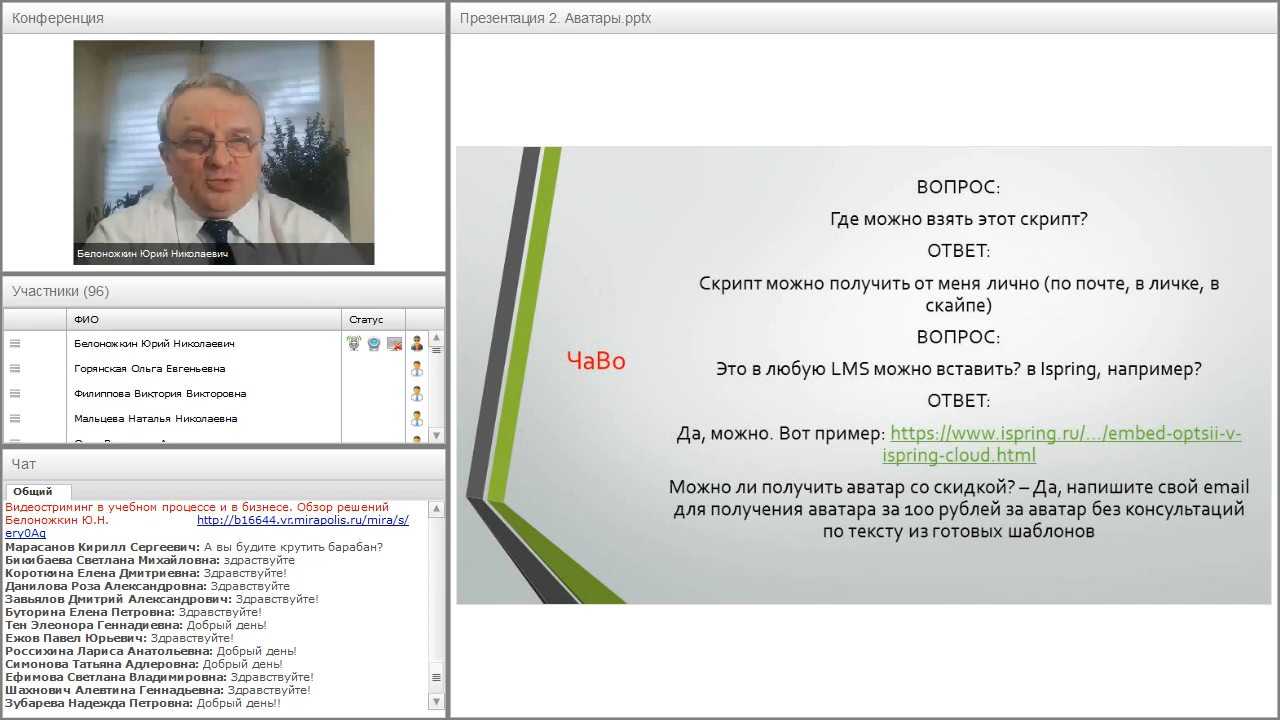 Конференция
Белоножкин Юрий Николаевич
Участники (96)
ФИО
Статус
Белоножкин Юрий Николаевич
Горянская Ольга Евгеньевна
Филиппова Виктория Викторовна
Мальцева Наталья Николаевна
Чат
Общий
Видеостриминг в учебном процессе и в бизнесе. Обзор решений
Белоножкин Ю.Н. http://b16644.vr.mirapolis.ru/mira/s/
ery0Aq
Марасанов Кирилл Сергеевич: А вы будите крутить барабан?
Бикибаева Светлана Михайловна: здраствуйте
Короткина Елена Дмитриевна: Здравствуйте!
Данилова Роза Александровна: Здравствуйте
Завьялов Дмитрий Александрович: Здравствуйте!
Буторина Елена Петровна: Здравствуйте!
Тен Элеонора Геннадиевна: Добрый день!
Ежов Павел Юрьевич: Здравствуйте!
Россихина Лариса Анатольевна: Добрый день!
Симонова Татьяна Адлеровна: Добрый день!
Ефимова Светлана Владимировна: Здравствуйте!
Шахнович Алевтина Геннадьевна: Здравствуйте!
Зубарева Надежда Петровна: Добрый день!!
Презентация 2. Аватары.pptx
ЧаВо
ВОПРОС:
Где можно взять этот скрипт?
ОТВЕТ:
Скрипт можно получить от меня лично (по почте, в личке, в
скайпе)
ВОПРОС:
Это в любую LMS можно вставить? в Ispring, например?
ОТВЕТ:
Да, можно. Вот пример: https://www.ispring.ru/.../embed-optsii-v-
ispring-cloud.html
Можно ли получить аватар со скидкой? – Да, напишите свой email
для получения аватара за 100 рублей за аватар без консультаций
по тексту из готовых шаблонов